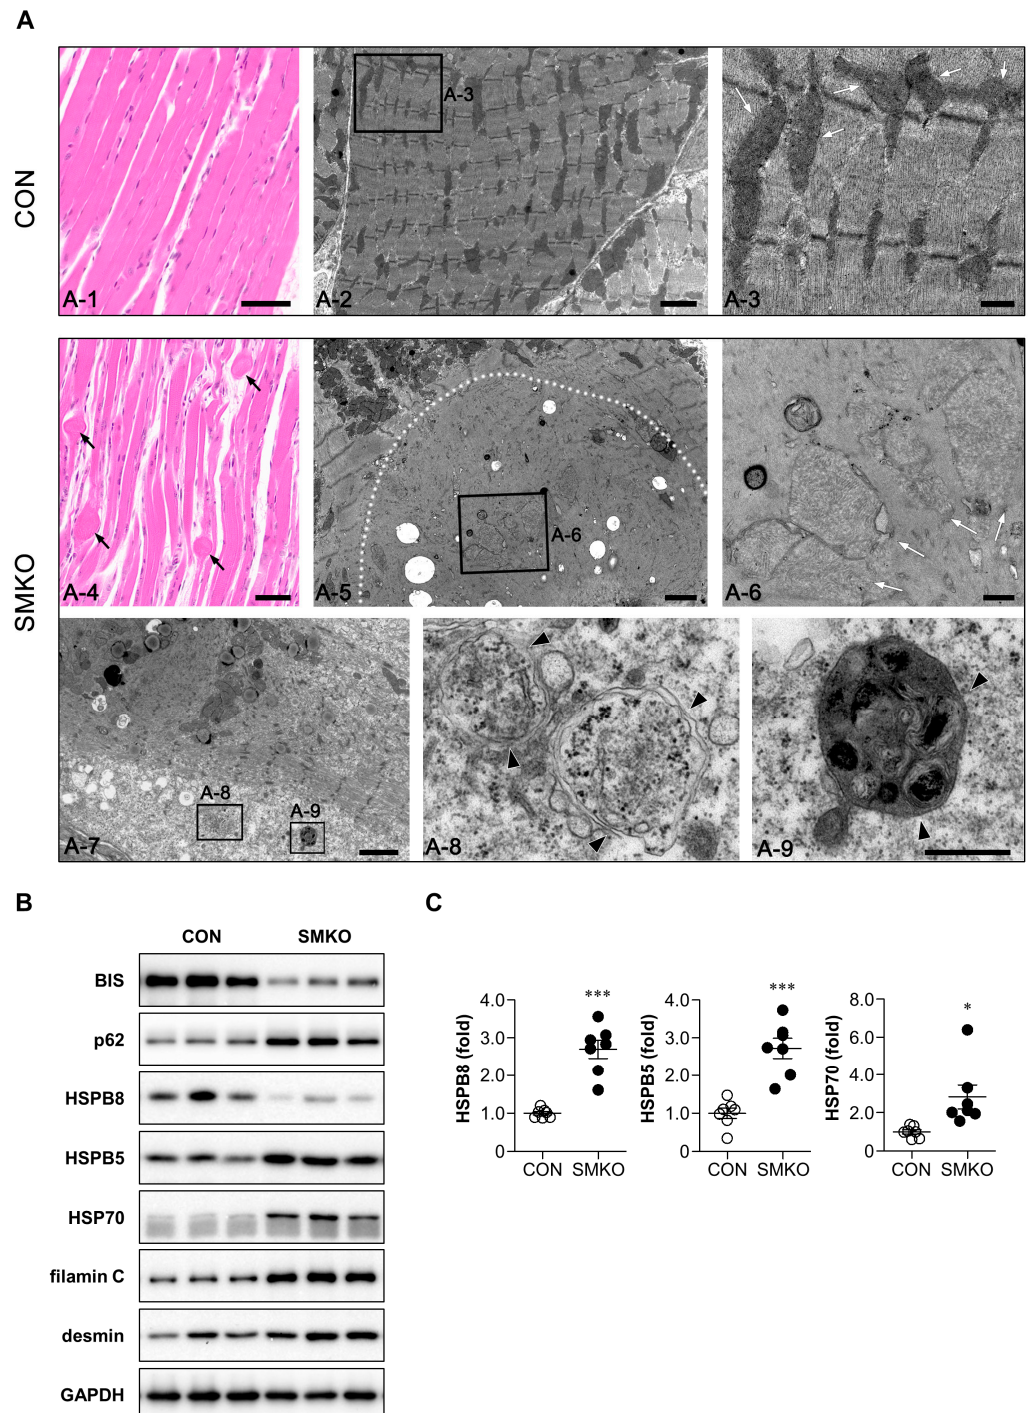 A
CON
A-1
A-2
A-3
A-3
SMKO
A-4
A-5
A-6
A-6
A-7
A-8
A-9
A-8
A-9
B
CON SMKO
BIS
p62
HSPB8
HSPB5
HSP70
filamin C
desmin
GAPDH
C
HSPB8 (fold)
4.0
3.0
2.0
1.0
0
***
CON SMKO
HSPB5 (fold)
4.0
3.0
2.0
1.0
0
***
CON SMKO
HSP70 (fold)
8.0
6.0
4.0
2.0
0
*
CON SMKO